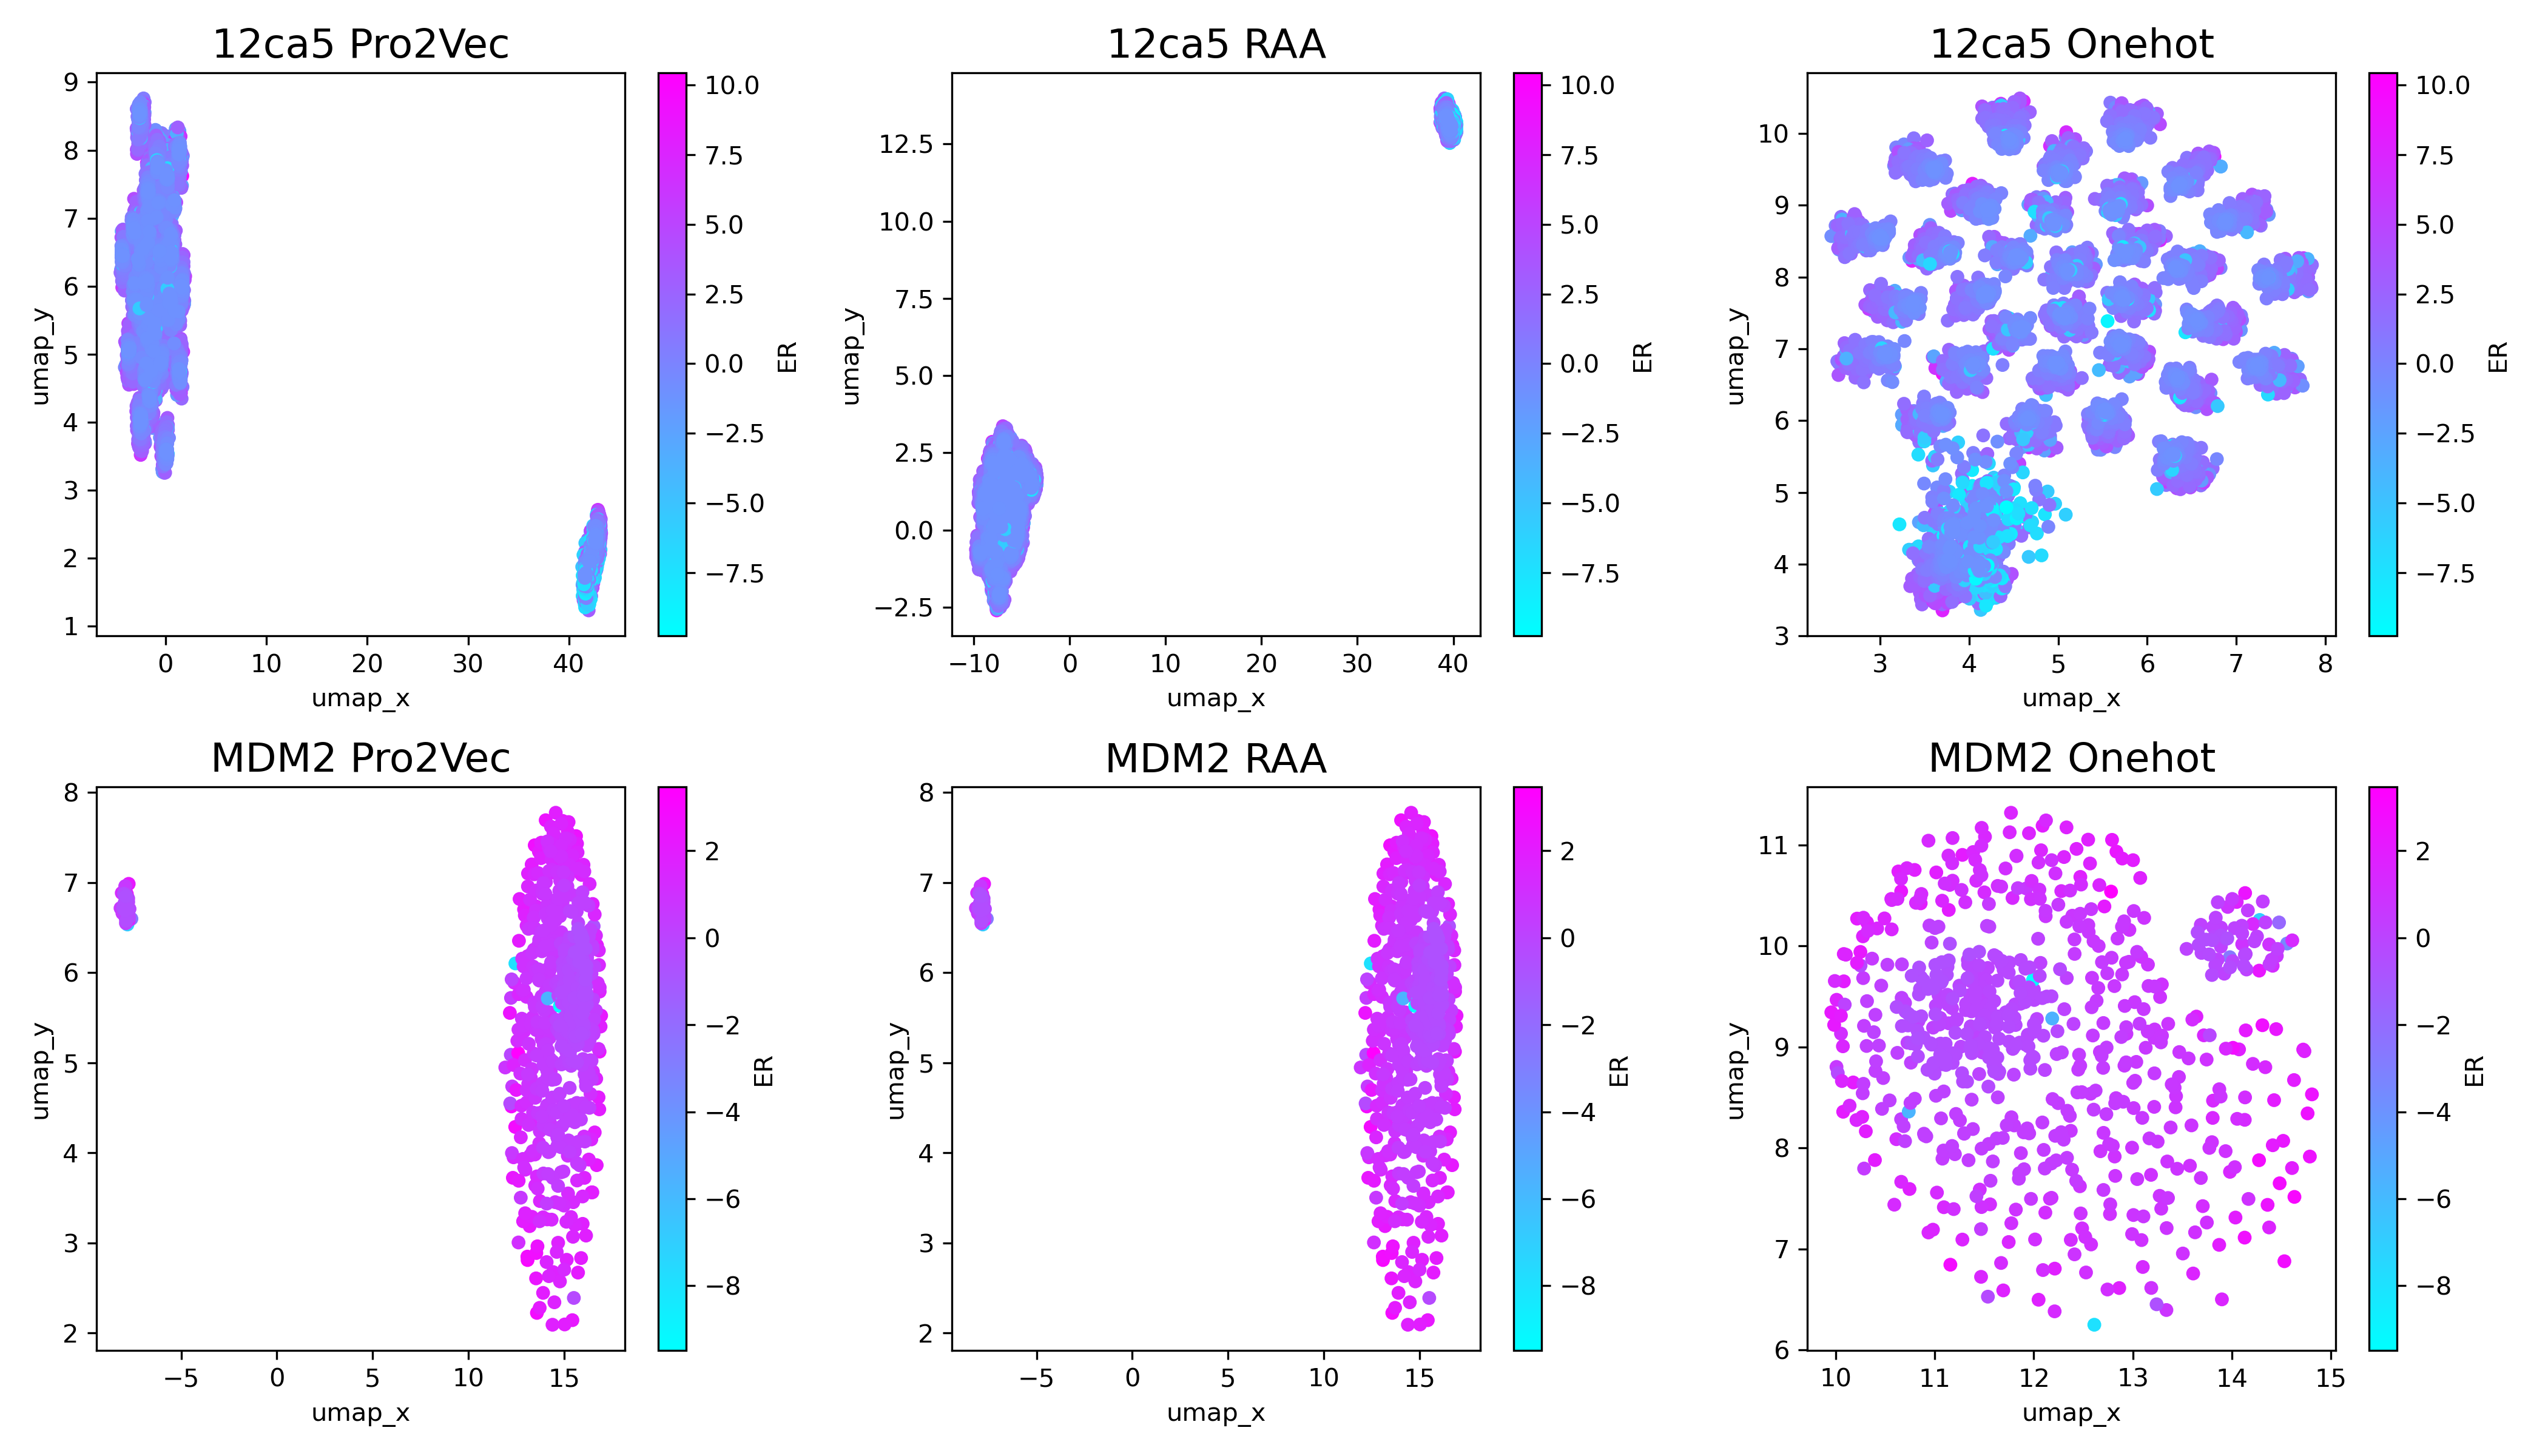 12ca5 Pro2Vec
9
8
7
6
5
4
3
2
1
0 10 20 30 40
umap_x
umap_y
10.0
7.5
5.0
2.5
0.0
−2.5
−5.0
−7.5
ER
12ca5 RAA
12.5
10.0
7.5
5.0
2.5
0.0
−2.5
−10 0 10 20 30 40
umap_x
umap_y
10.0
7.5
5.0
2.5
0.0
−2.5
−5.0
−7.5
ER
12ca5 Onehot
10
9
8
7
6
5
4
3
3 4 5 6 7 8
umap_x
umap_y
10.0
7.5
5.0
2.5
0.0
−2.5
−5.0
−7.5
ER
MDM2 Pro2Vec
8
7
6
5
4
3
2
−5 0 5 10 15
umap_x
umap_y
2
0
−2
−4
−6
−8
ER
MDM2 RAA
8
7
6
5
4
3
2
−5 0 5 10 15
umap_x
umap_y
2
0
−2
−4
−6
−8
ER
MDM2 Onehot
11
10
9
8
7
6
10 11 12 13 14 15
umap_x
umap_y
2
0
−2
−4
−6
−8
ER